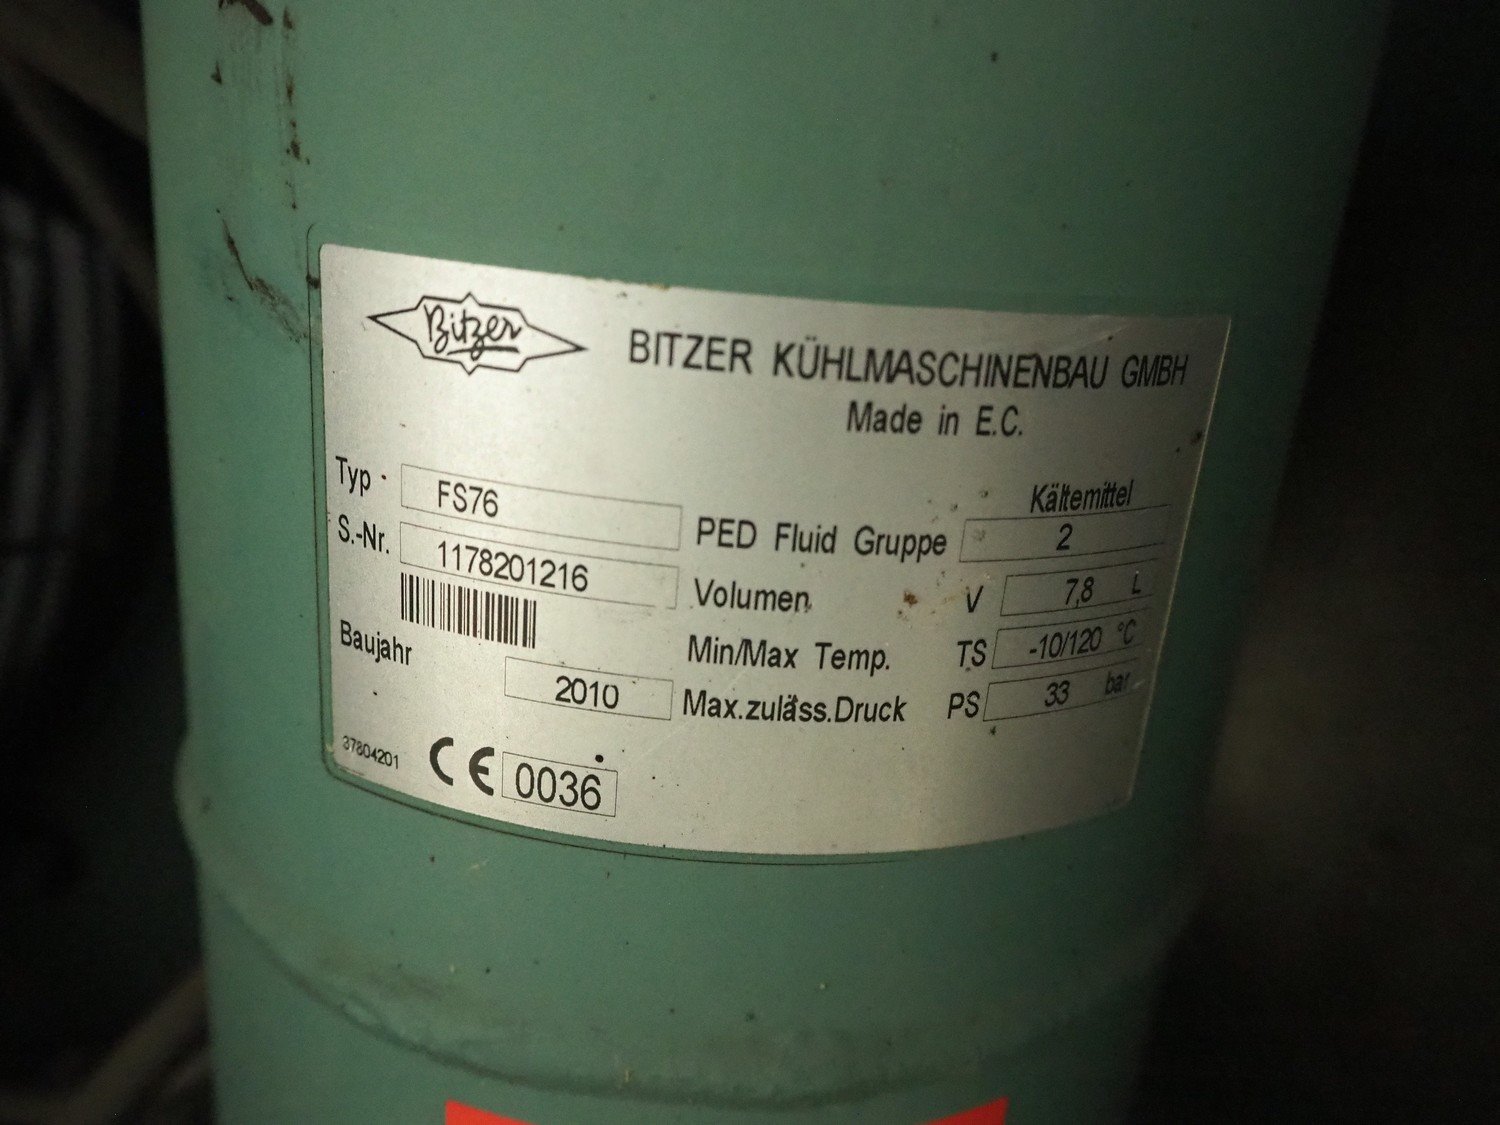 Bitzer
BITZER KÜHLMASCHINENBAU GMBH
Made in E.C.
Typ FS76
S.-Nr. 1178201216
Baujahr 2010
37804201
CE 0036
Kältemittel
PED Fluid Gruppe 2
Volumen V 7,8 L
Min/Max Temp. TS -10/120 °C
Max.zuläss.Druck PS 33 bar